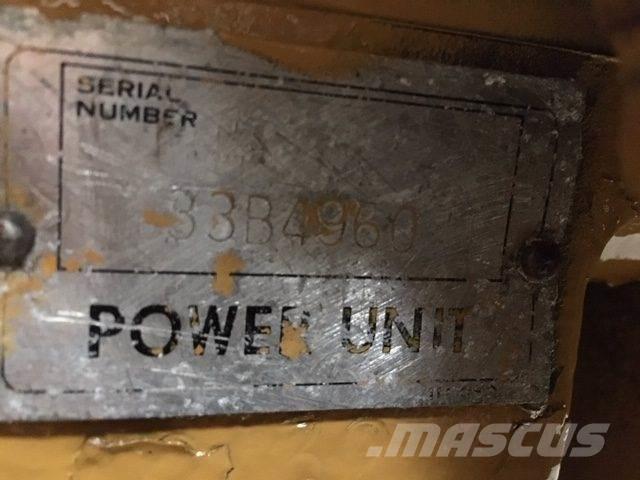 SERIAL
NUMBER
33B4960
POWER UNIT
.MASCUS